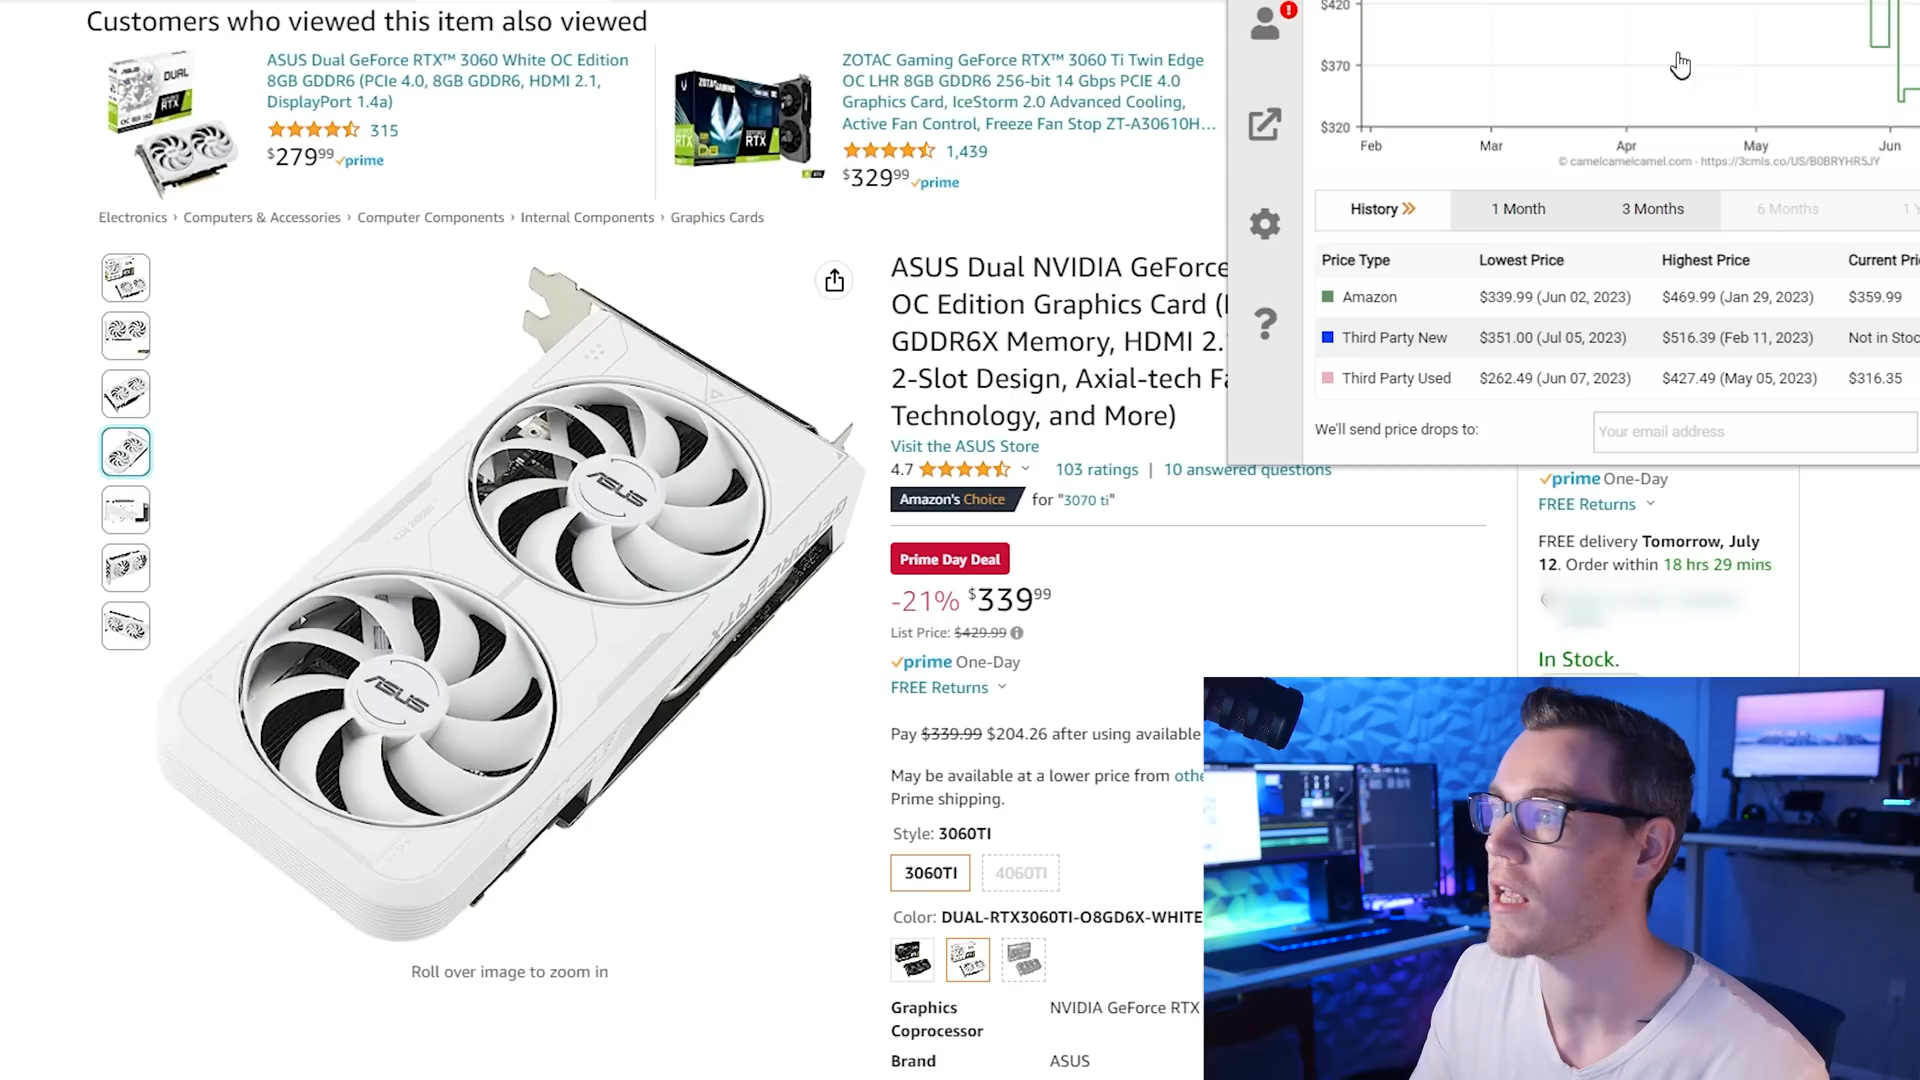 Customers who viewed this item also viewed
ASUS Dual GeForce RTX™ 3060 White OC Edition
8GB GDDR6 (PCIe 4.0, 8GB GDDR6, HDMI 2.1,
DisplayPort 1.4a)
315
$279⁹⁹ prime
ZOTAC Gaming GeForce RTX™ 3060 Ti Twin Edge
OC LHR 8GB GDDR6 256-bit 14 Gbps PCIE 4.0
Graphics Card, IceStorm 2.0 Advanced Cooling,
Active Fan Control, Freeze Fan Stop ZT-A30610H...
1,439
$329⁹⁹ prime
Electronics › Computers & Accessories › Computer Components › Internal Components › Graphics Cards
ASUS
ASUS
GEFORCE RTX
Roll over image to zoom in
ASUS Dual NVIDIA GeForce
OC Edition Graphics Card (
GDDR6X Memory, HDMI 2.
2-Slot Design, Axial-tech Fa
Technology, and More)
Visit the ASUS Store
4.7 103 ratings | 10 answered questions
Amazon's Choice for "3070 ti"
Prime Day Deal
-21% $339⁹⁹
List Price: $429.99
prime One-Day
FREE Returns
Pay $339.99 $204.26 after using available
May be available at a lower price from othe
Prime shipping.
Style: 3060TI
3060TI 4060TI
Color: DUAL-RTX3060TI-O8GD6X-WHITE
Graphics NVIDIA GeForce RTX
Coprocessor
Brand ASUS
$420
$370
$320
Feb Mar Apr May Jun
© camelcamelcamel.com - https://3cmls.co/US/B0BRYHR5JY
History 1 Month 3 Months 6 Months 1 Y
Price Type Lowest Price Highest Price Current Pri
Amazon $339.99 (Jun 02, 2023) $469.99 (Jan 29, 2023) $359.99
Third Party New $351.00 (Jul 05, 2023) $516.39 (Feb 11, 2023) Not in Stoc
Third Party Used $262.49 (Jun 07, 2023) $427.49 (May 05, 2023) $316.35
We'll send price drops to: Your email address
prime One-Day
FREE Returns
FREE delivery Tomorrow, July
12. Order within 18 hrs 29 mins
In Stock.